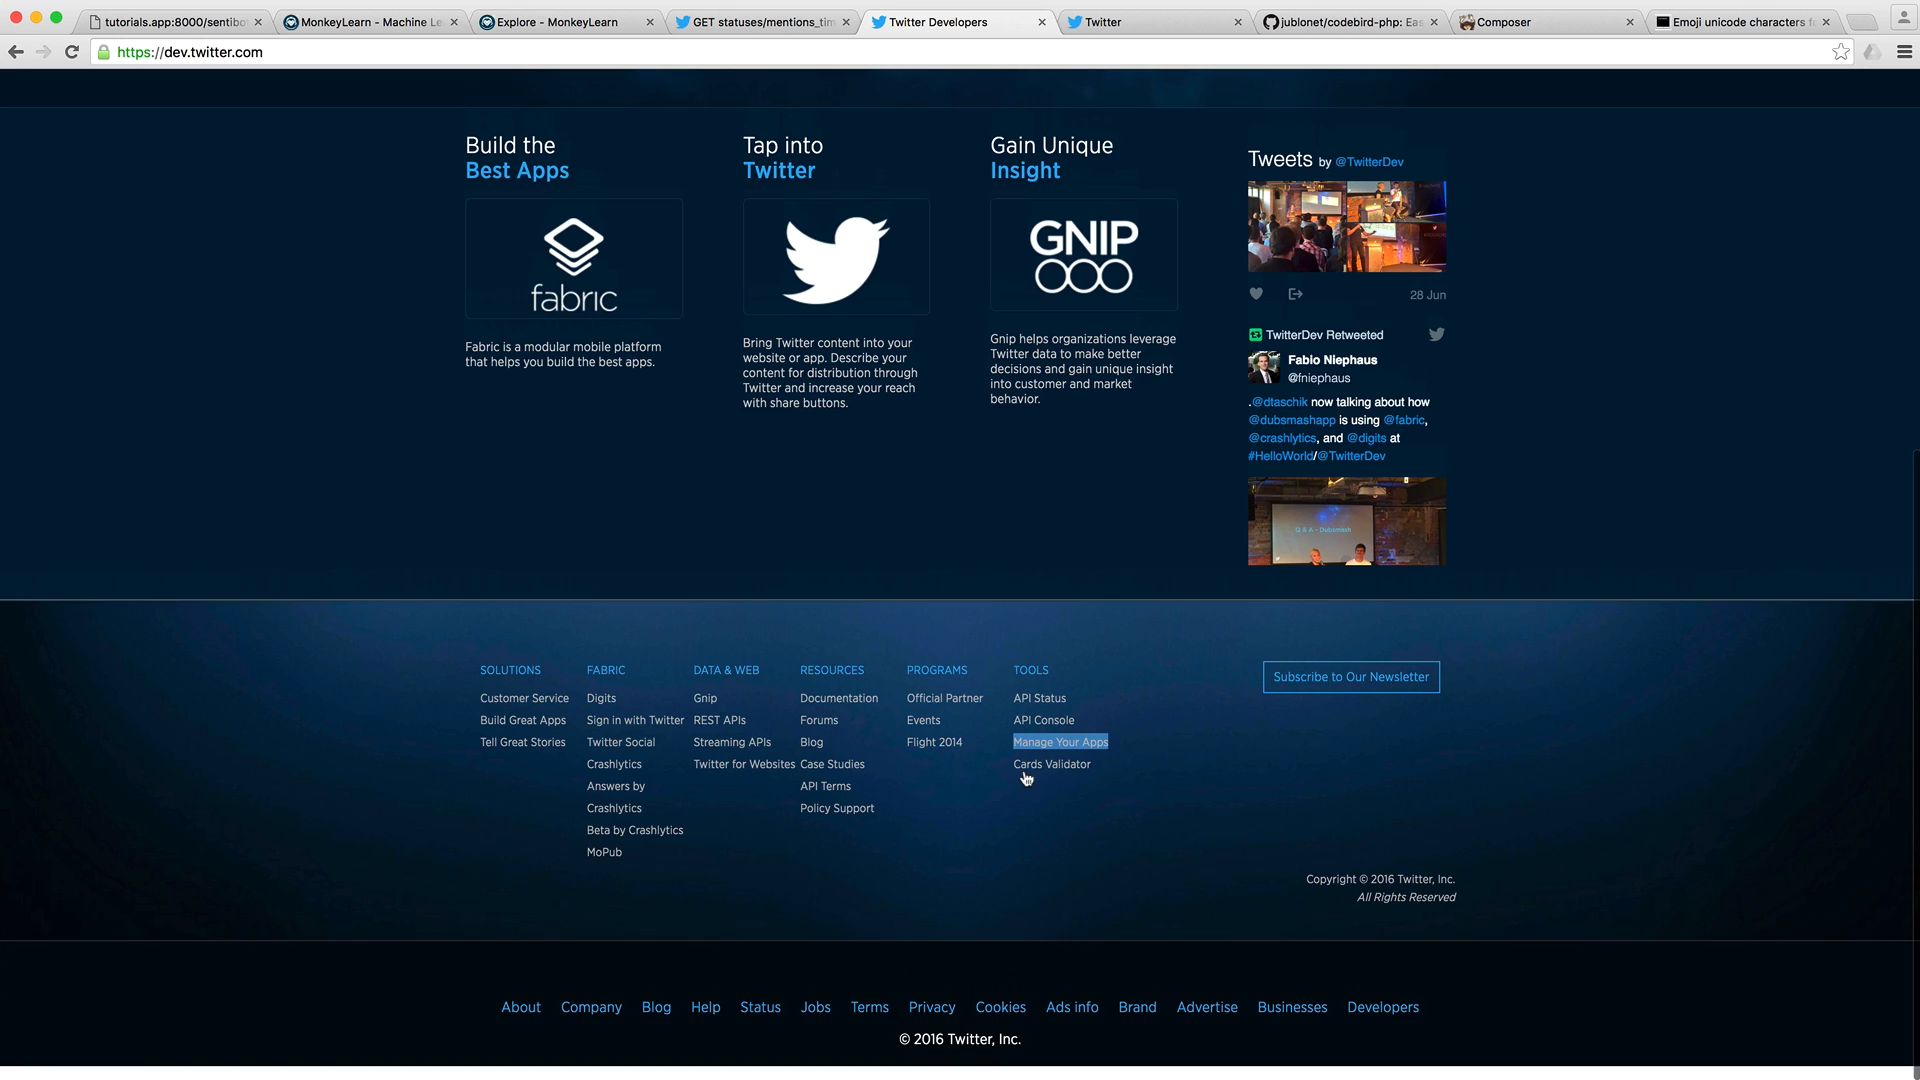 tutorials.app:8000/sentibo
MonkeyLearn - Machine Le
Explore - MonkeyLearn
GET statuses/mentions_tim
Twitter Developers
Twitter
jublonet/codebird-php: Eas
Composer
Emoji unicode characters fo
https://dev.twitter.com
Build the
Best Apps
fabric
Fabric is a modular mobile platform
that helps you build the best apps.
Tap into
Twitter
Bring Twitter content into your
website or app. Describe your
content for distribution through
Twitter and increase your reach
with share buttons.
Gain Unique
Insight
GNIP
Gnip helps organizations leverage
Twitter data to make better
decisions and gain unique insight
into customer and market
behavior.
Tweets by @TwitterDev
28 Jun
TwitterDev Retweeted
Fabio Niephaus
@fniephaus
.@dtaschik now talking about how
@dubsmashapp is using @fabric,
@crashlytics, and @digits at
#HelloWorld/@TwitterDev
Q & A - Dubsmash
SOLUTIONS
Customer Service
Build Great Apps
Tell Great Stories
FABRIC
Digits
Sign in with Twitter
Twitter Social
Crashlytics
Answers by
Crashlytics
Beta by Crashlytics
MoPub
DATA & WEB
Gnip
REST APIs
Streaming APIs
Twitter for Websites
RESOURCES
Documentation
Forums
Blog
Case Studies
API Terms
Policy Support
PROGRAMS
Official Partner
Events
Flight 2014
TOOLS
API Status
API Console
Manage Your Apps
Cards Validator
Subscribe to Our Newsletter
Copyright © 2016 Twitter, Inc.
All Rights Reserved
About Company Blog Help Status Jobs Terms Privacy Cookies Ads info Brand Advertise Businesses Developers
© 2016 Twitter, Inc.